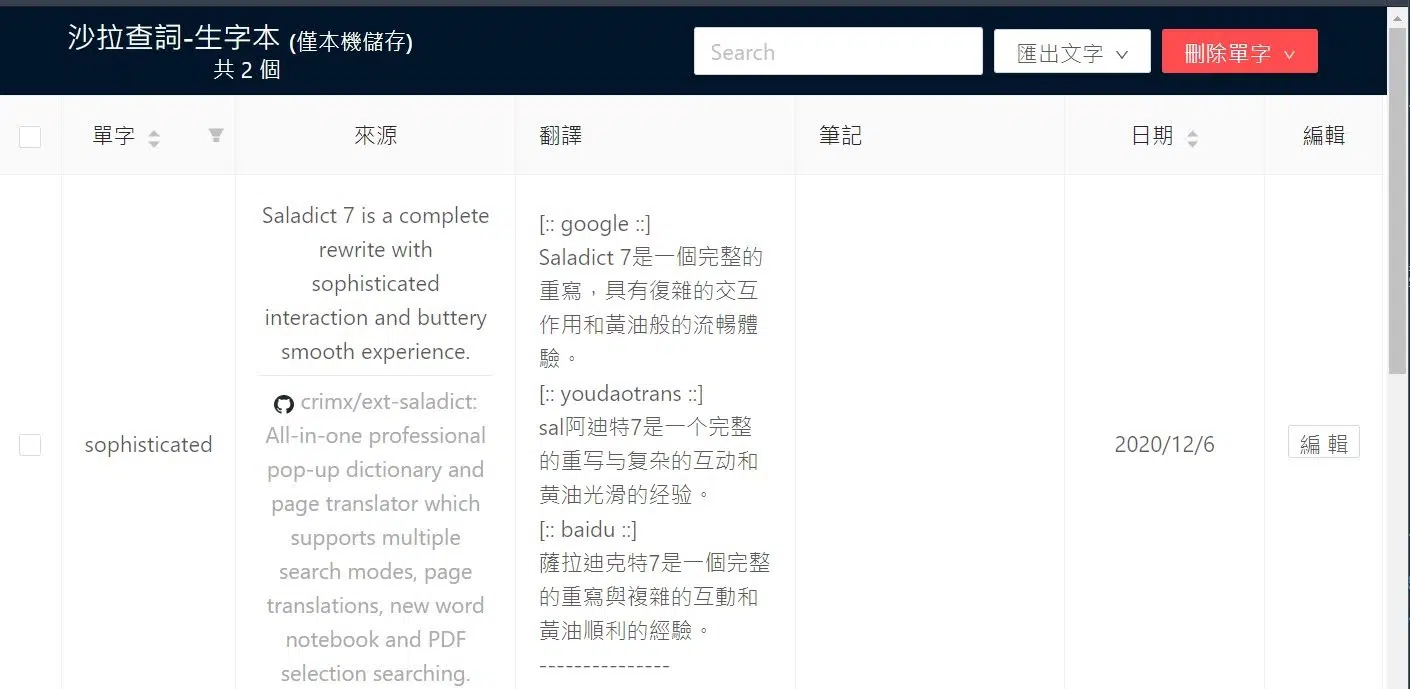 沙拉查詞-生字本 (僅本機儲存)
共 2 個
Search
匯出文字
刪除單字
單字
來源
翻譯
筆記
日期
編輯
sophisticated
Saladict 7 is a complete
rewrite with
sophisticated
interaction and buttery
smooth experience.
crimx/ext-saladict:
All-in-one professional
pop-up dictionary and
page translator which
supports multiple
search modes, page
translations, new word
notebook and PDF
selection searching.
[:: google ::]
Saladict 7是一個完整的
重寫，具有復雜的交互
作用和黃油般的流暢體
驗。
[:: youdaotrans ::]
sal阿迪特7是一个完整
的重写与复杂的互动和
黄油光滑的经验。
[:: baidu ::]
薩拉迪克特7是一個完整
的重寫與複雜的互動和
黃油順利的經驗。
---------------
2020/12/6
編 輯